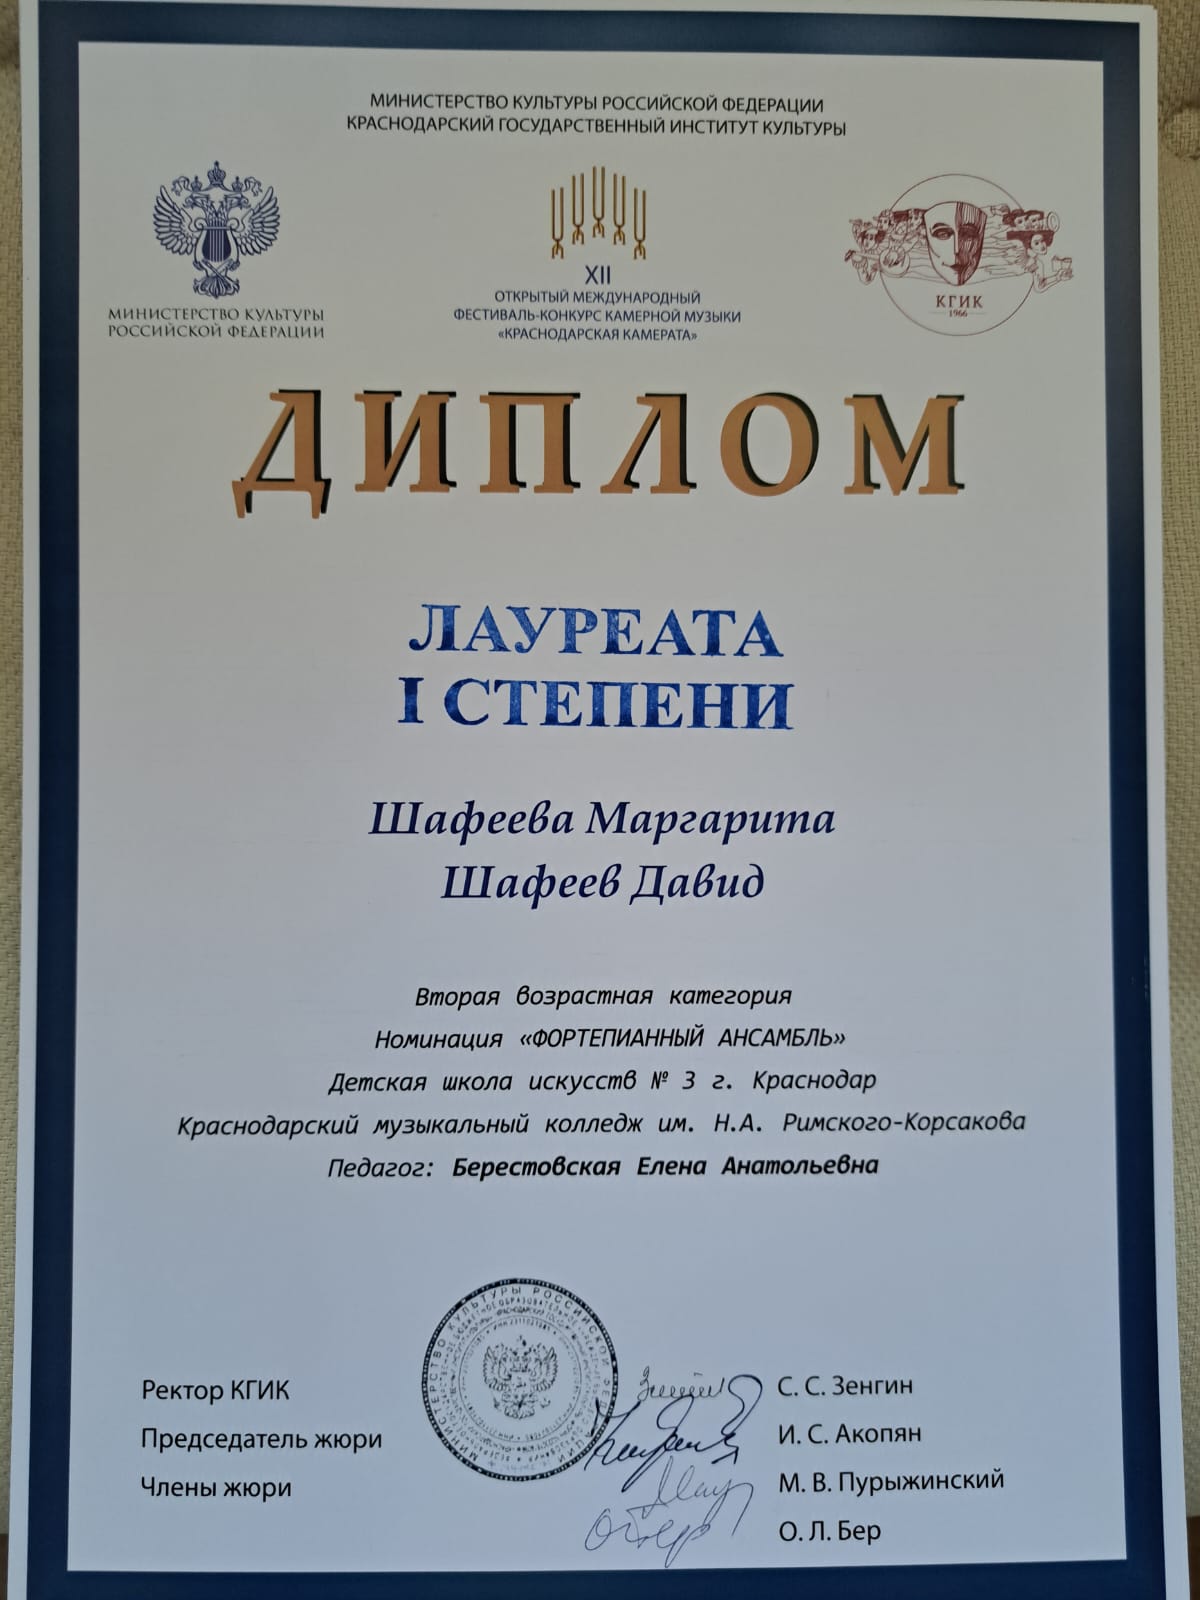 МИНИСТЕРСТВО КУЛЬТУРЫ РОССИЙСКОЙ ФЕДЕРАЦИИ
КРАСНОДАРСКИЙ ГОСУДАРСТВЕННЫЙ ИНСТИТУТ КУЛЬТУРЫ
МИНИСТЕРСТВО КУЛЬТУРЫ
РОССИЙСКОЙ ФЕДЕРАЦИИ
XII
ОТКРЫТЫЙ МЕЖДУНАРОДНЫЙ
ФЕСТИВАЛЬ-КОНКУРС КАМЕРНОЙ МУЗЫКИ
«КРАСНОДАРСКАЯ КАМЕРАТА»
КГИК
1966
ДИПЛОМ
ЛАУРЕАТА
I СТЕПЕНИ
Шафеева Маргарита
Шафеев Давид
Вторая возрастная категория
Номинация «ФОРТЕПИАННЫЙ АНСАМБЛЬ»
Детская школа искусств № 3 г. Краснодар
Краснодарский музыкальный колледж им. Н.А. Римского-Корсакова
Педагог: Берестовская Елена Анатольевна
Ректор КГИК С. С. Зенгин
Председатель жюри И. С. Акопян
Члены жюри М. В. Пурыжинский
О. Л. Бер